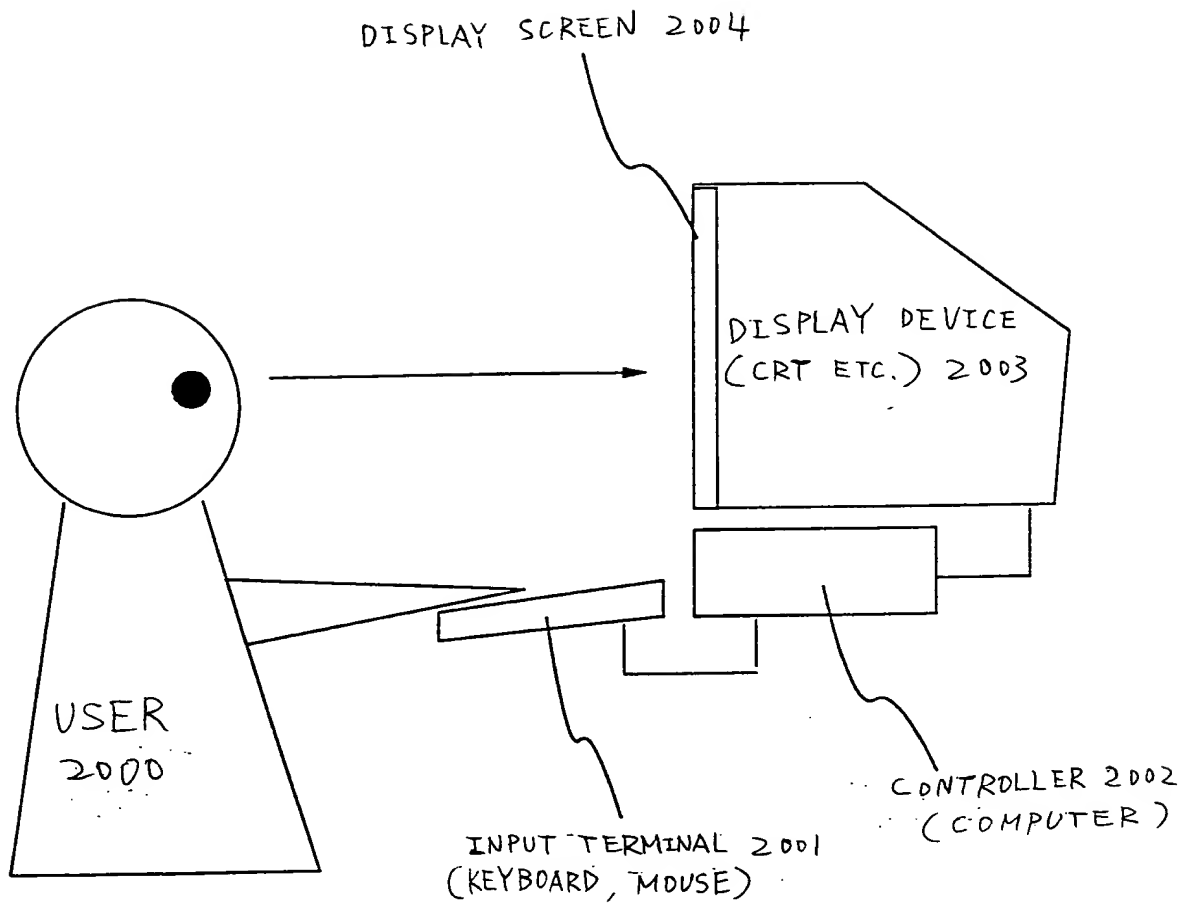 DISPLAY SCREEN 2004
DISPLAY DEVICE
(CRT ETC.) 2003
USER
2000
CONTROLLER 2002
(COMPUTER)
INPUT TERMINAL 2001
(KEYBOARD, MOUSE)